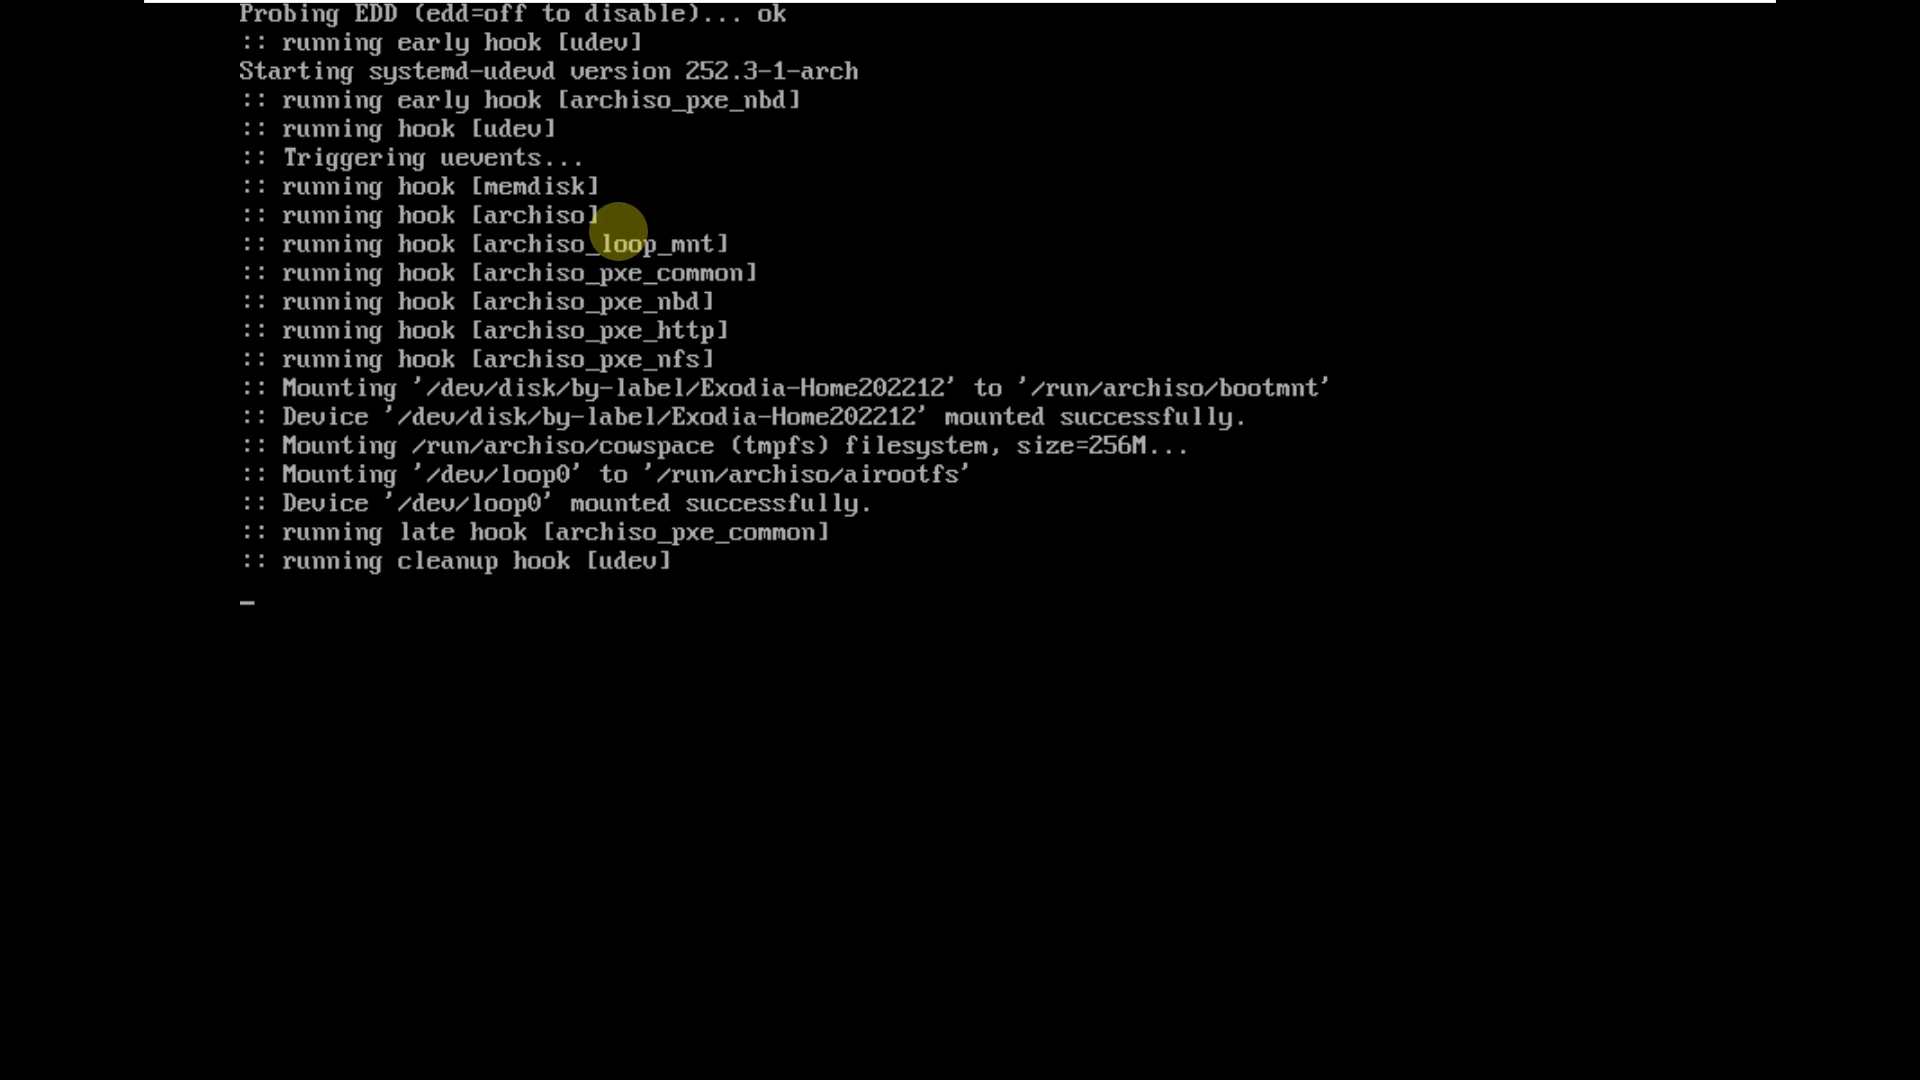 Probing EDD (edd=off to disable)... ok
:: running early hook [udev]
Starting systemd-udevd version 252.3-1-arch
:: running early hook [archiso_pxe_nbd]
:: running hook [udev]
:: Triggering uevents...
:: running hook [memdisk]
:: running hook [archiso]
:: running hook [archiso_loop_mnt]
:: running hook [archiso_pxe_common]
:: running hook [archiso_pxe_nbd]
:: running hook [archiso_pxe_http]
:: running hook [archiso_pxe_nfs]
:: Mounting '/dev/disk/by-label/Exodia-Home202212' to '/run/archiso/bootmnt'
:: Device '/dev/disk/by-label/Exodia-Home202212' mounted successfully.
:: Mounting /run/archiso/cowspace (tmpfs) filesystem, size=256M...
:: Mounting '/dev/loop0' to '/run/archiso/airootfs'
:: Device '/dev/loop0' mounted successfully.
:: running late hook [archiso_pxe_common]
:: running cleanup hook [udev]